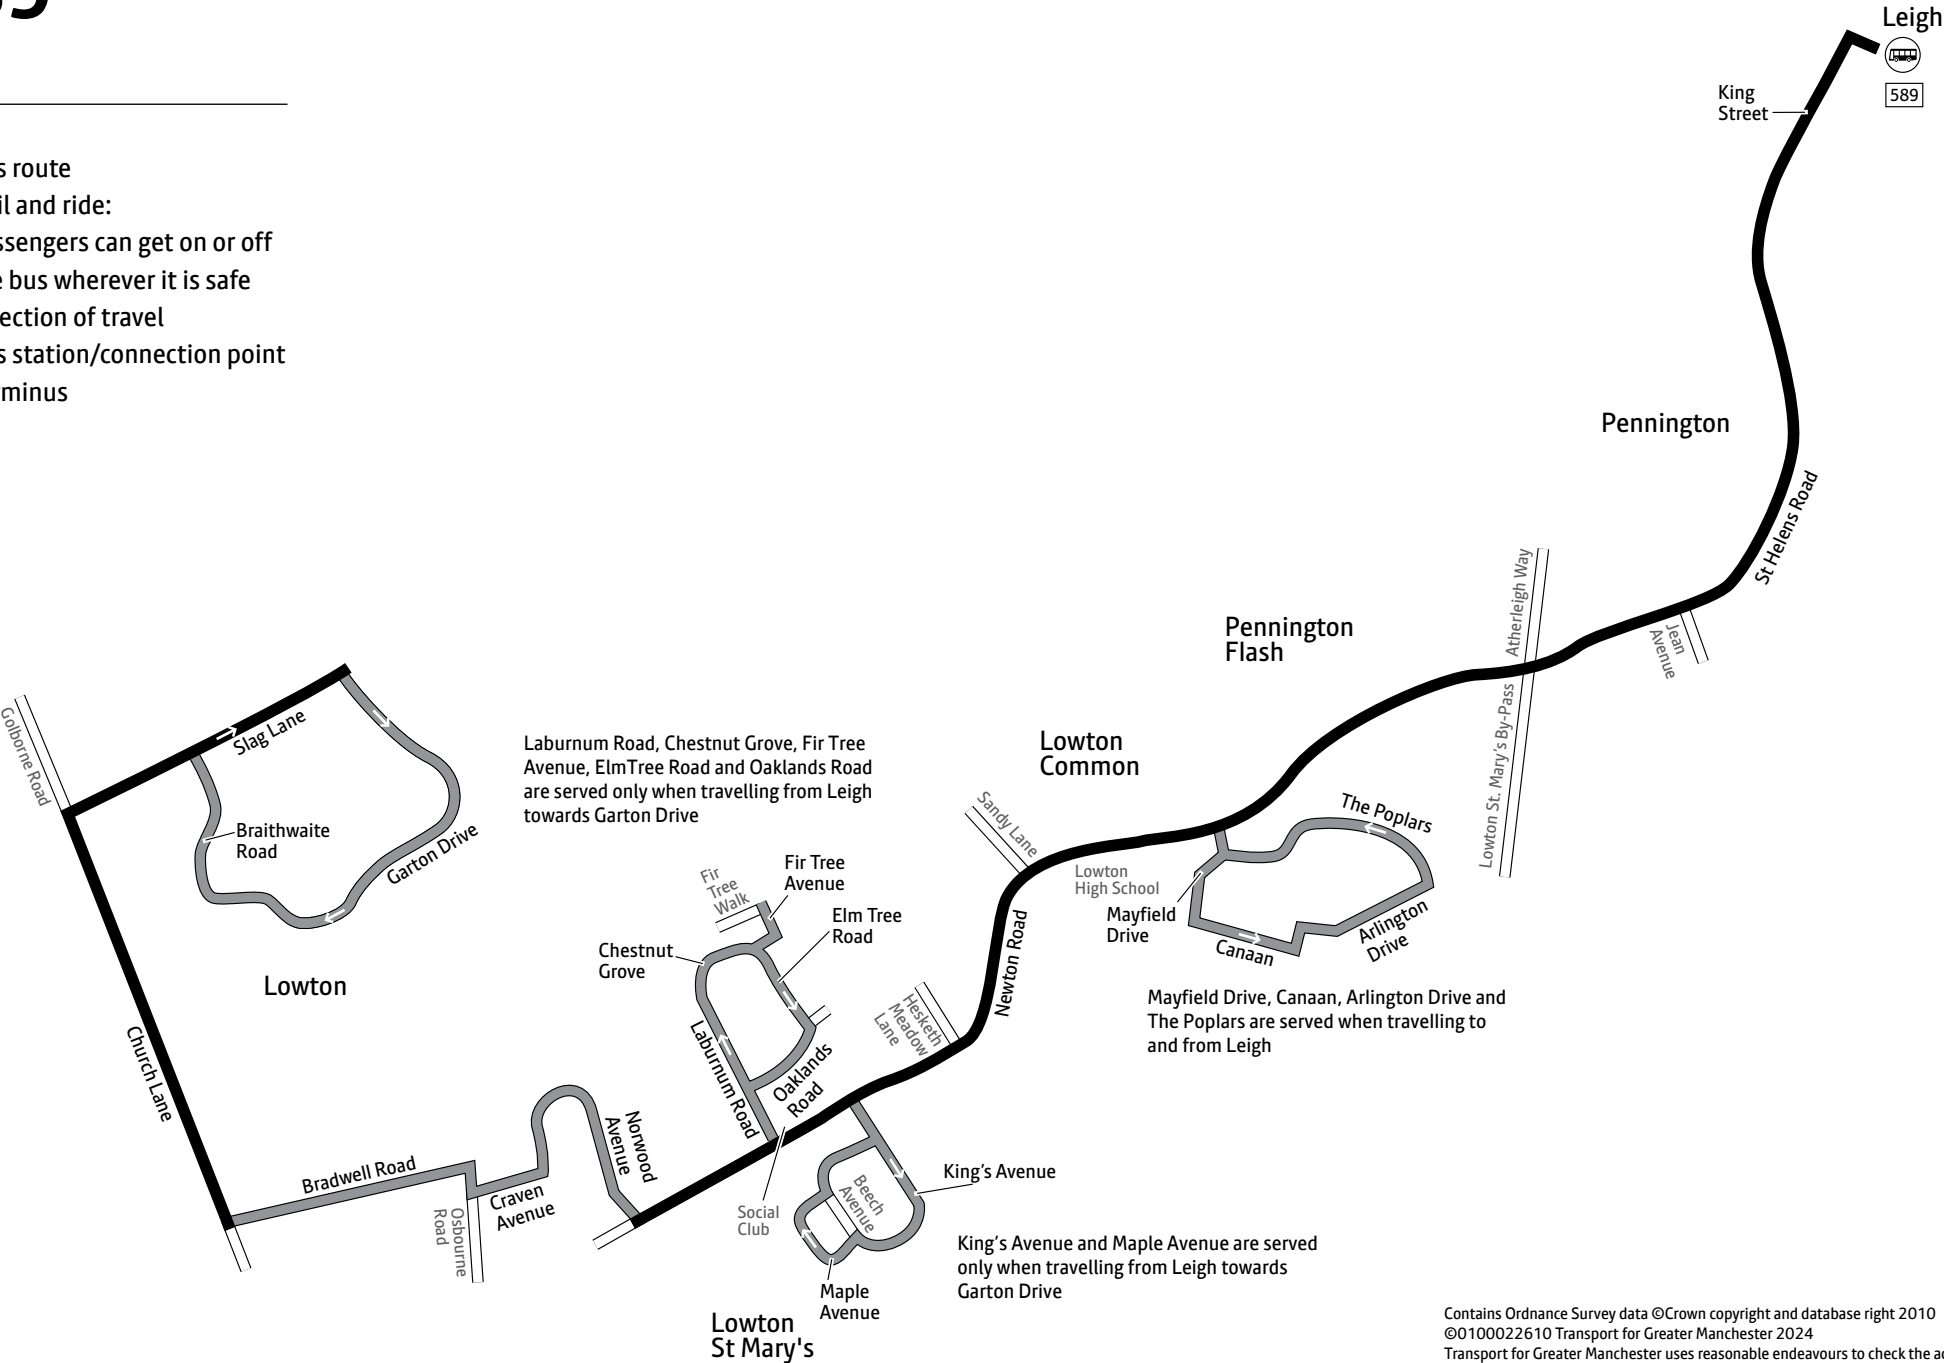 Leigh
589
King
Street
s route
il and ride:
ssengers can get on or off
e bus wherever it is safe
ection of travel
s station/connection point
minus
Pennington
St Helens Road
Atherleigh Way
Jean
Avenue
Pennington
Flash
Lowton St. Mary's By-Pass
Lowton
Common
Golborne Road
Slag Lane
Braithwaite
Road
Garton Drive
Laburnum Road, Chestnut Grove, Fir Tree
Avenue, ElmTree Road and Oaklands Road
are served only when travelling from Leigh
towards Garton Drive
Sandy Lane
The Poplars
Lowton
High School
Mayfield
Drive
Canaan
Arlington
Drive
Fir
Tree
Walk
Fir Tree
Avenue
Elm Tree
Road
Chestnut
Grove
Newton Road
Hesketh
Meadow
Lane
Lowton
Mayfield Drive, Canaan, Arlington Drive and
The Poplars are served when travelling to
and from Leigh
Church Lane
Laburnum Road
Oaklands
Road
Norwood
Avenue
Bradwell Road
Craven
Avenue
Osbourne
Road
Social
Club
Beech
Avenue
King's Avenue
King's Avenue and Maple Avenue are served
only when travelling from Leigh towards
Garton Drive
Maple
Avenue
Lowton
St Mary's
Contains Ordnance Survey data ©Crown copyright and database right 2010
©0100022610 Transport for Greater Manchester 2024
Transport for Greater Manchester uses reasonable endeavours to check the ac